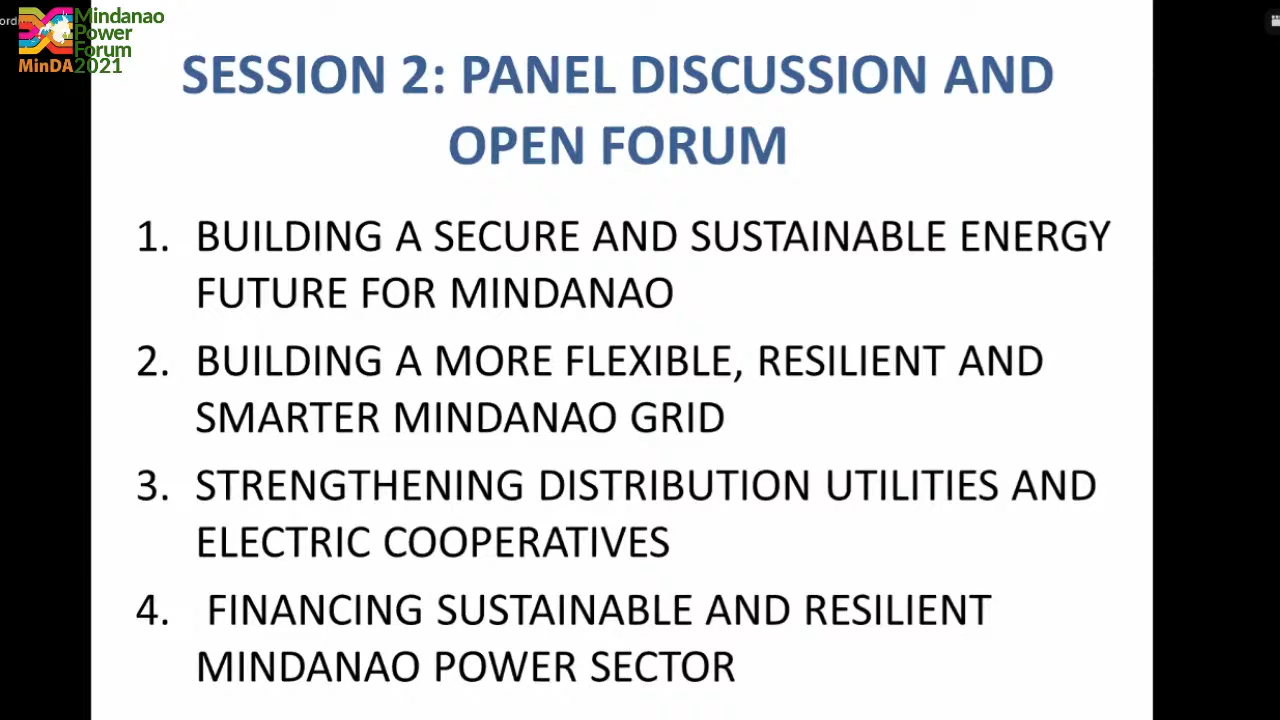 Mindanao
Power
Forum
MinDA 2021
SESSION 2: PANEL DISCUSSION AND
OPEN FORUM
1. BUILDING A SECURE AND SUSTAINABLE ENERGY
FUTURE FOR MINDANAO
2. BUILDING A MORE FLEXIBLE, RESILIENT AND
SMARTER MINDANAO GRID
3. STRENGTHENING DISTRIBUTION UTILITIES AND
ELECTRIC COOPERATIVES
4. FINANCING SUSTAINABLE AND RESILIENT
MINDANAO POWER SECTOR